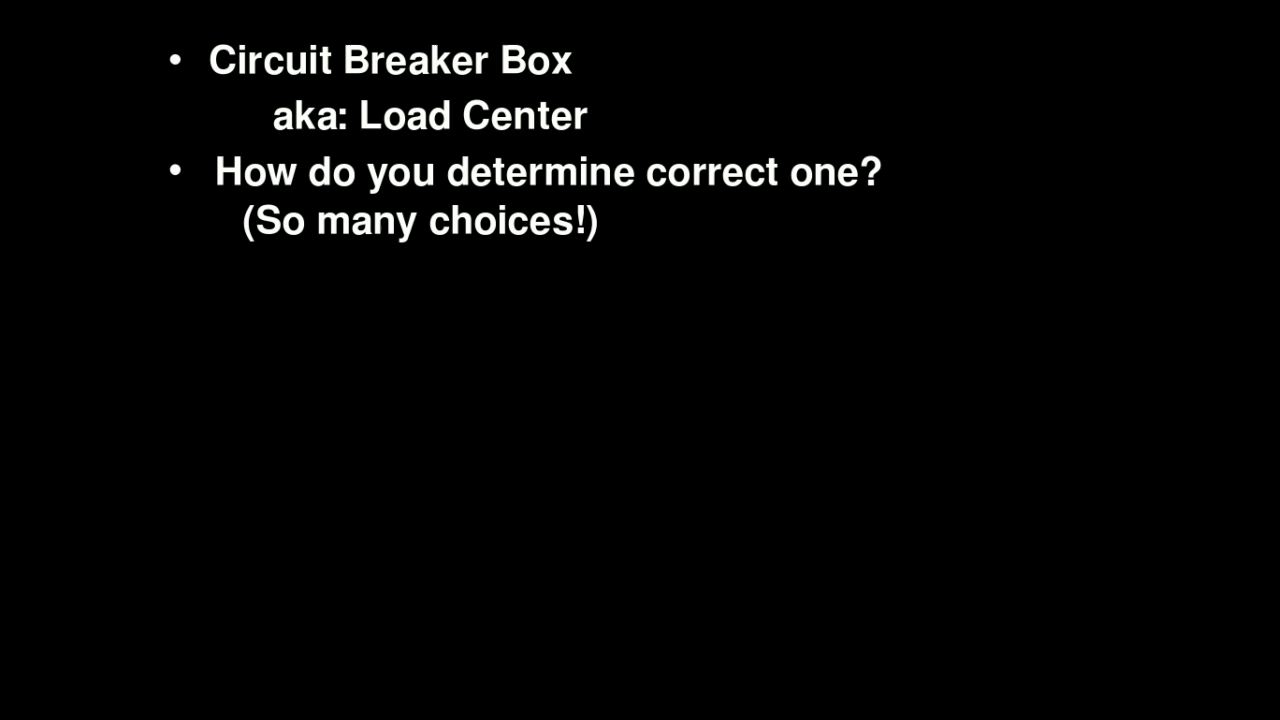 • Circuit Breaker Box
aka: Load Center
• How do you determine correct one?
(So many choices!)